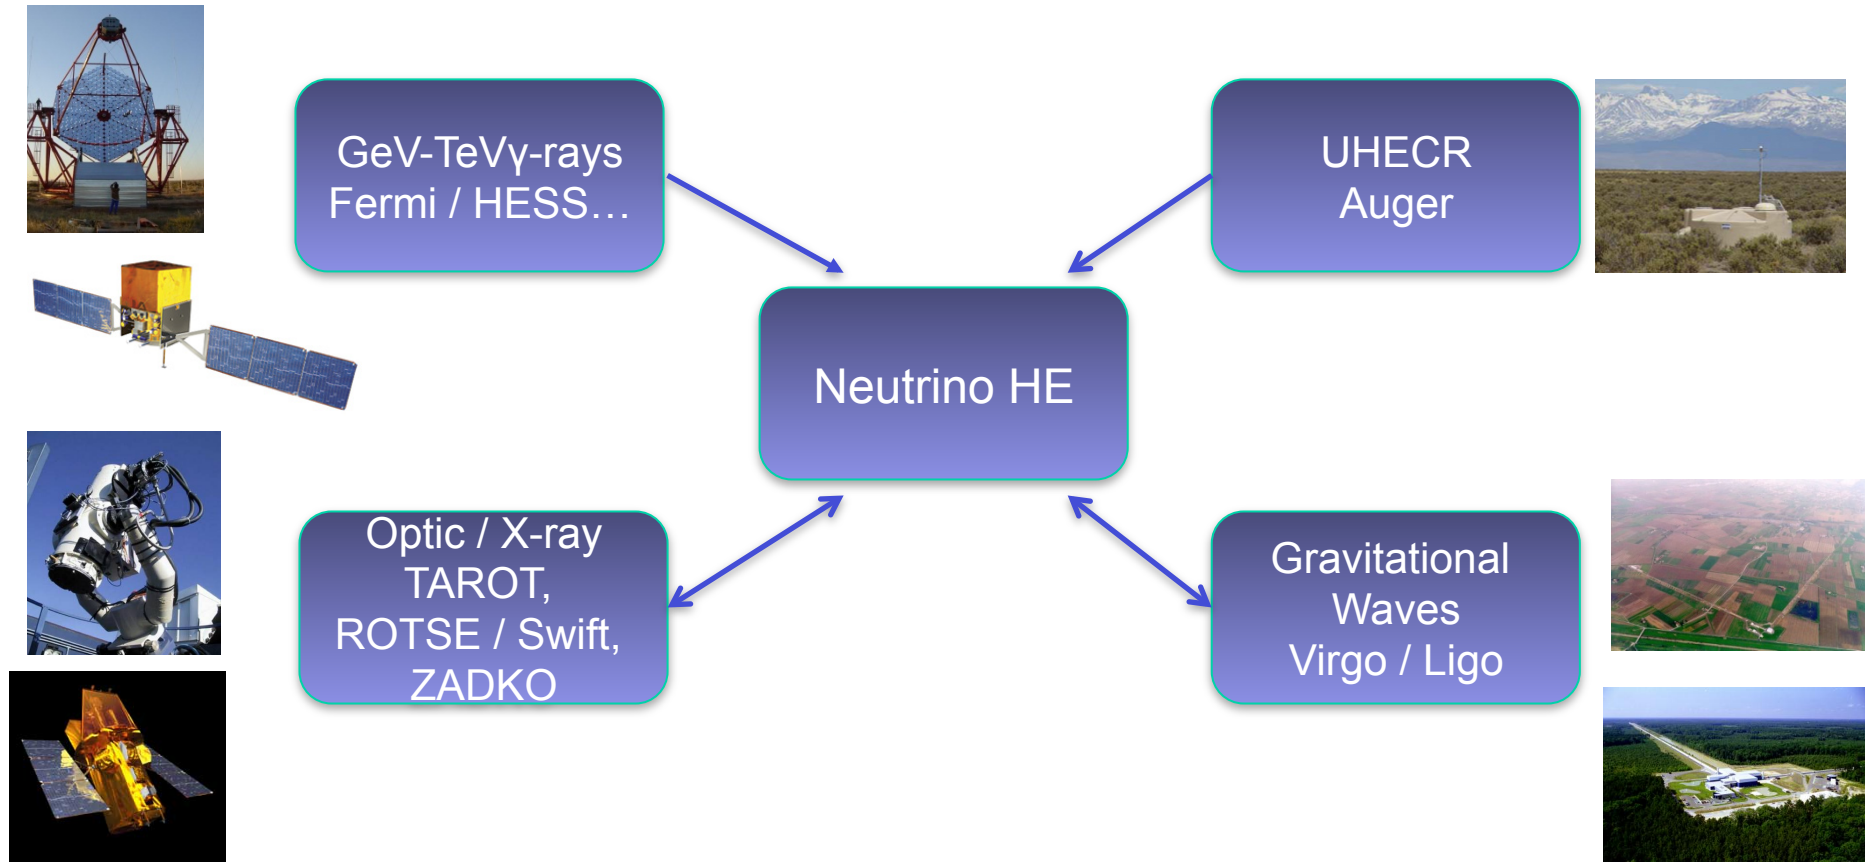 GeV-TeVγ-rays
Fermi / HESS…
UHECR
Auger
Neutrino HE
Optic / X-ray
TAROT,
ROTSE / Swift,
ZADKO
Gravitational
Waves
Virgo / Ligo